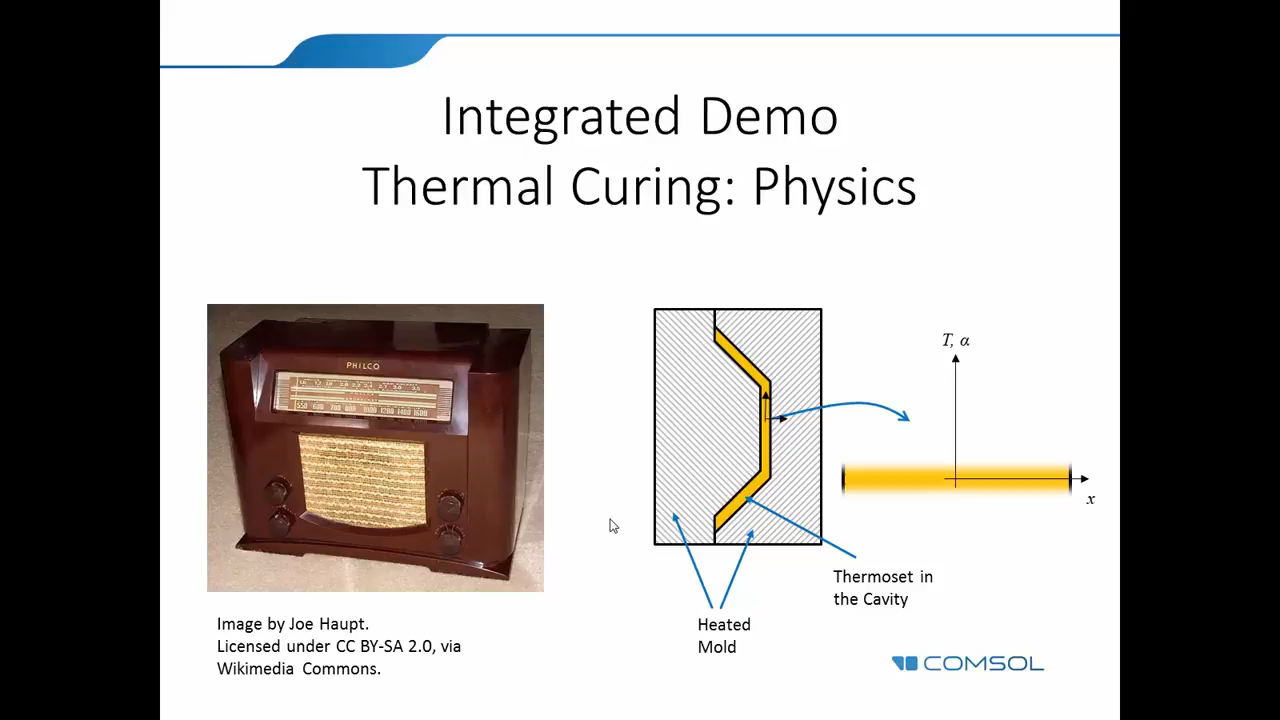 Integrated Demo
Thermal Curing: Physics
PHILCO
T, α
x
Thermoset in
the Cavity
Heated
Mold
Image by Joe Haupt.
Licensed under CC BY-SA 2.0, via
Wikimedia Commons.
COMSOL